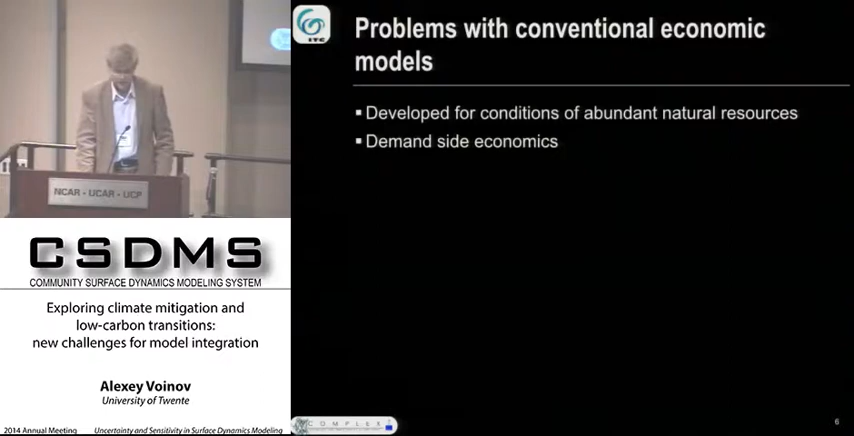 NCAR - UCAR - UCP
CSDMS
COMMUNITY SURFACE DYNAMICS MODELING SYSTEM
Exploring climate mitigation and
low-carbon transitions:
new challenges for model integration
Alexey Voinov
University of Twente
2014 Annual Meeting Uncertainty and Sensitivity in Surface Dynamics Modeling
ITC
Problems with conventional economic
models
▪ Developed for conditions of abundant natural resources
▪ Demand side economics
COMPLEX
6